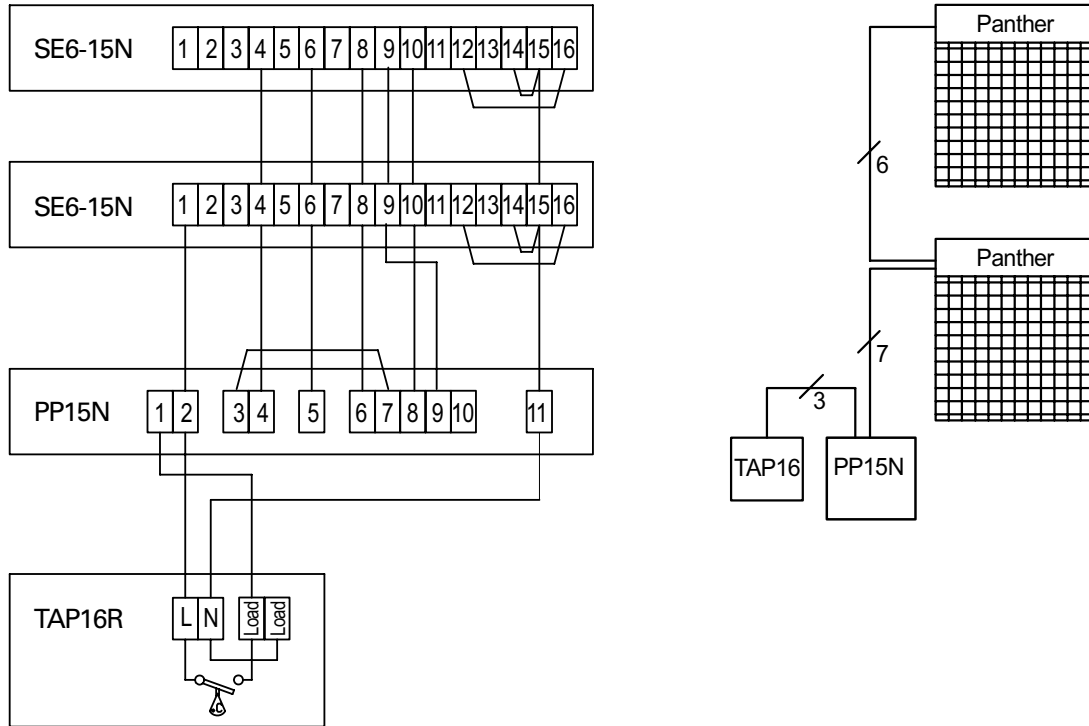 SE6-15N 1 2 3 4 5 6 7 8 9 10 11 12 13 14 15 16
SE6-15N 1 2 3 4 5 6 7 8 9 10 11 12 13 14 15 16
PP15N 1 2 3 4 5 6 7 8 9 10 11
TAP16R L N Load Load
C
Panther
6
Panther
7
3
TAP16 PP15N